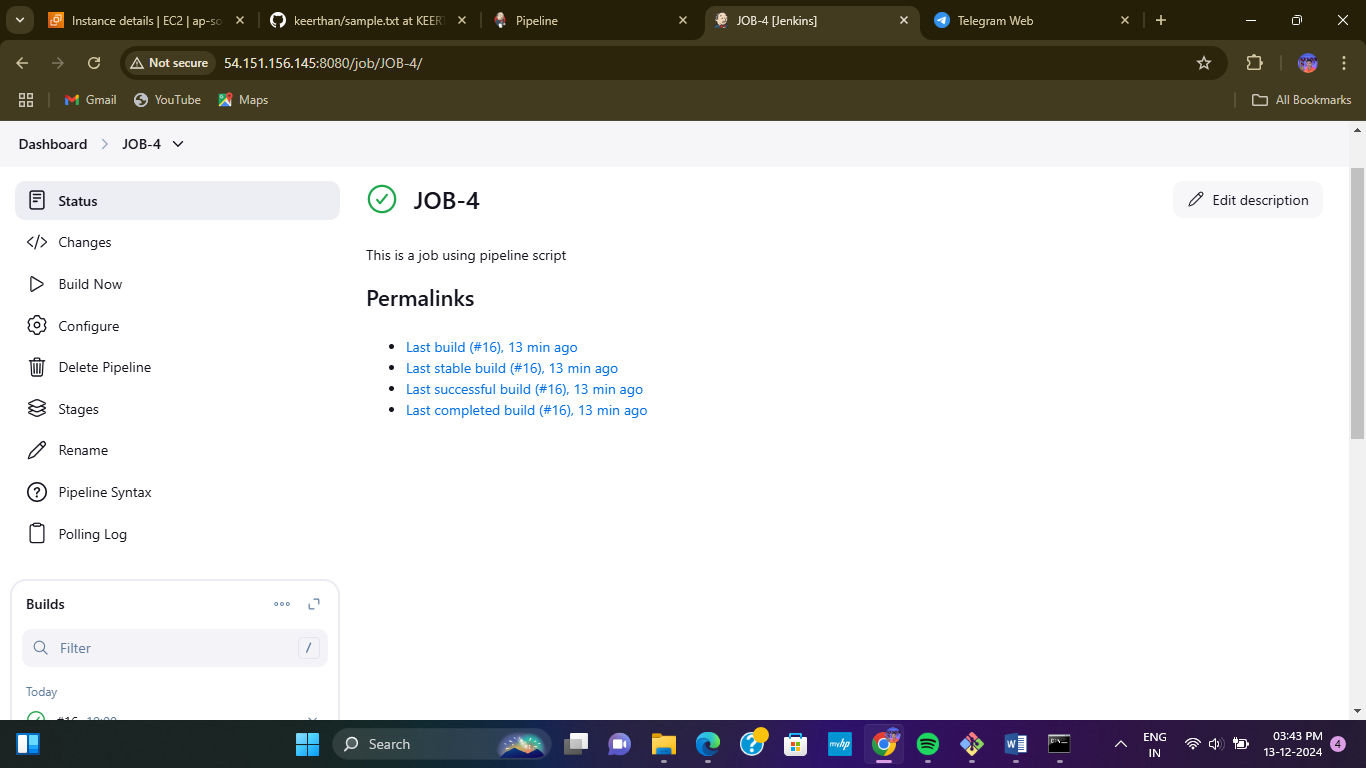 Instance details | EC2 | ap-so
keerthan/sample.txt at KEER
Pipeline
JOB-4 [Jenkins]
Telegram Web
Not secure
54.151.156.145:8080/job/JOB-4/
Gmail
YouTube
Maps
All Bookmarks
Dashboard
JOB-4
Status
Changes
Build Now
Configure
Delete Pipeline
Stages
Rename
Pipeline Syntax
Polling Log
JOB-4
Edit description
This is a job using pipeline script
Permalinks
Last build (#16), 13 min ago
Last stable build (#16), 13 min ago
Last successful build (#16), 13 min ago
Last completed build (#16), 13 min ago
Builds
Filter
/
Today
Search
myhp
ENG
IN
03:43 PM
13-12-2024
4